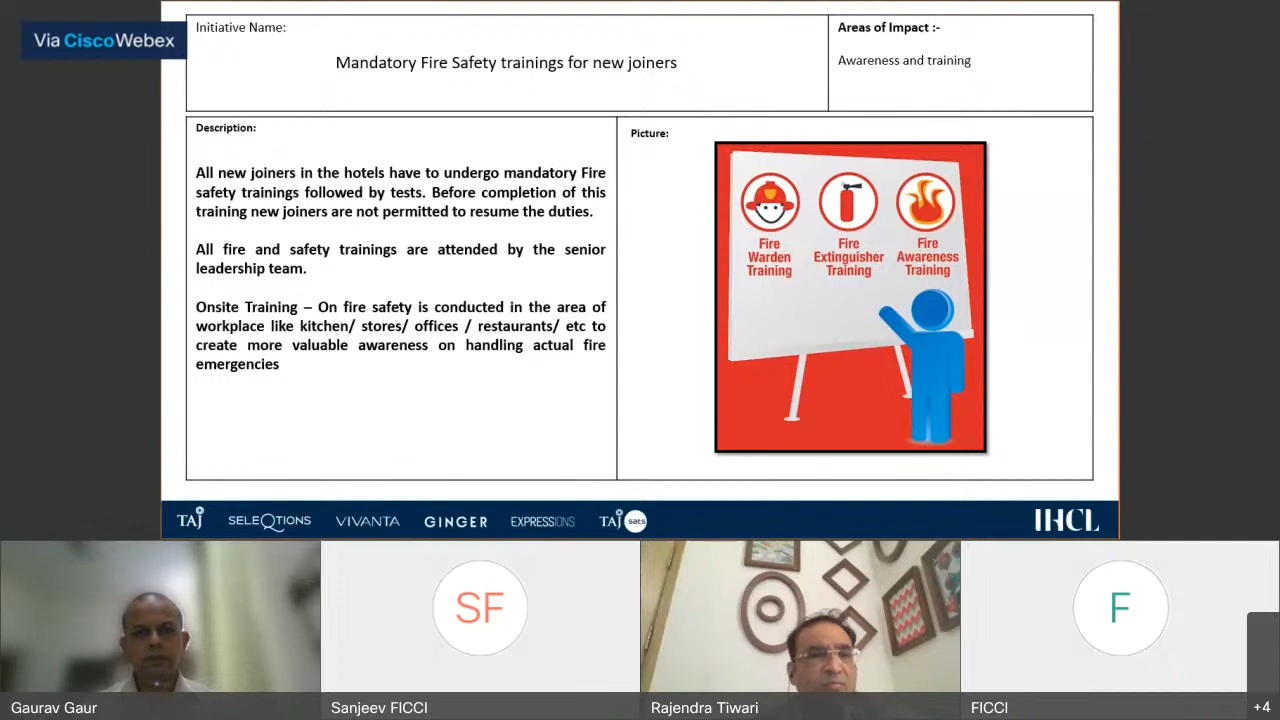 Via CiscoWebex
Initiative Name:
Mandatory Fire Safety trainings for new joiners
Areas of Impact :-
Awareness and training
Description:
All new joiners in the hotels have to undergo mandatory Fire
safety trainings followed by tests. Before completion of this
training new joiners are not permitted to resume the duties.
All fire and safety trainings are attended by the senior
leadership team.
Onsite Training – On fire safety is conducted in the area of
workplace like kitchen/ stores/ offices / restaurants/ etc to
create more valuable awareness on handling actual fire
emergencies
Picture:
Fire
Warden
Training
Fire
Extinguisher
Training
Fire
Awareness
Training
TAJ
SELEQTIONS
VIVANTA
GINGER
EXPRESSIONS
TAJ sats
IHCL
SF
F
Gaurav Gaur
Sanjeev FICCI
Rajendra Tiwari
FICCI
+4